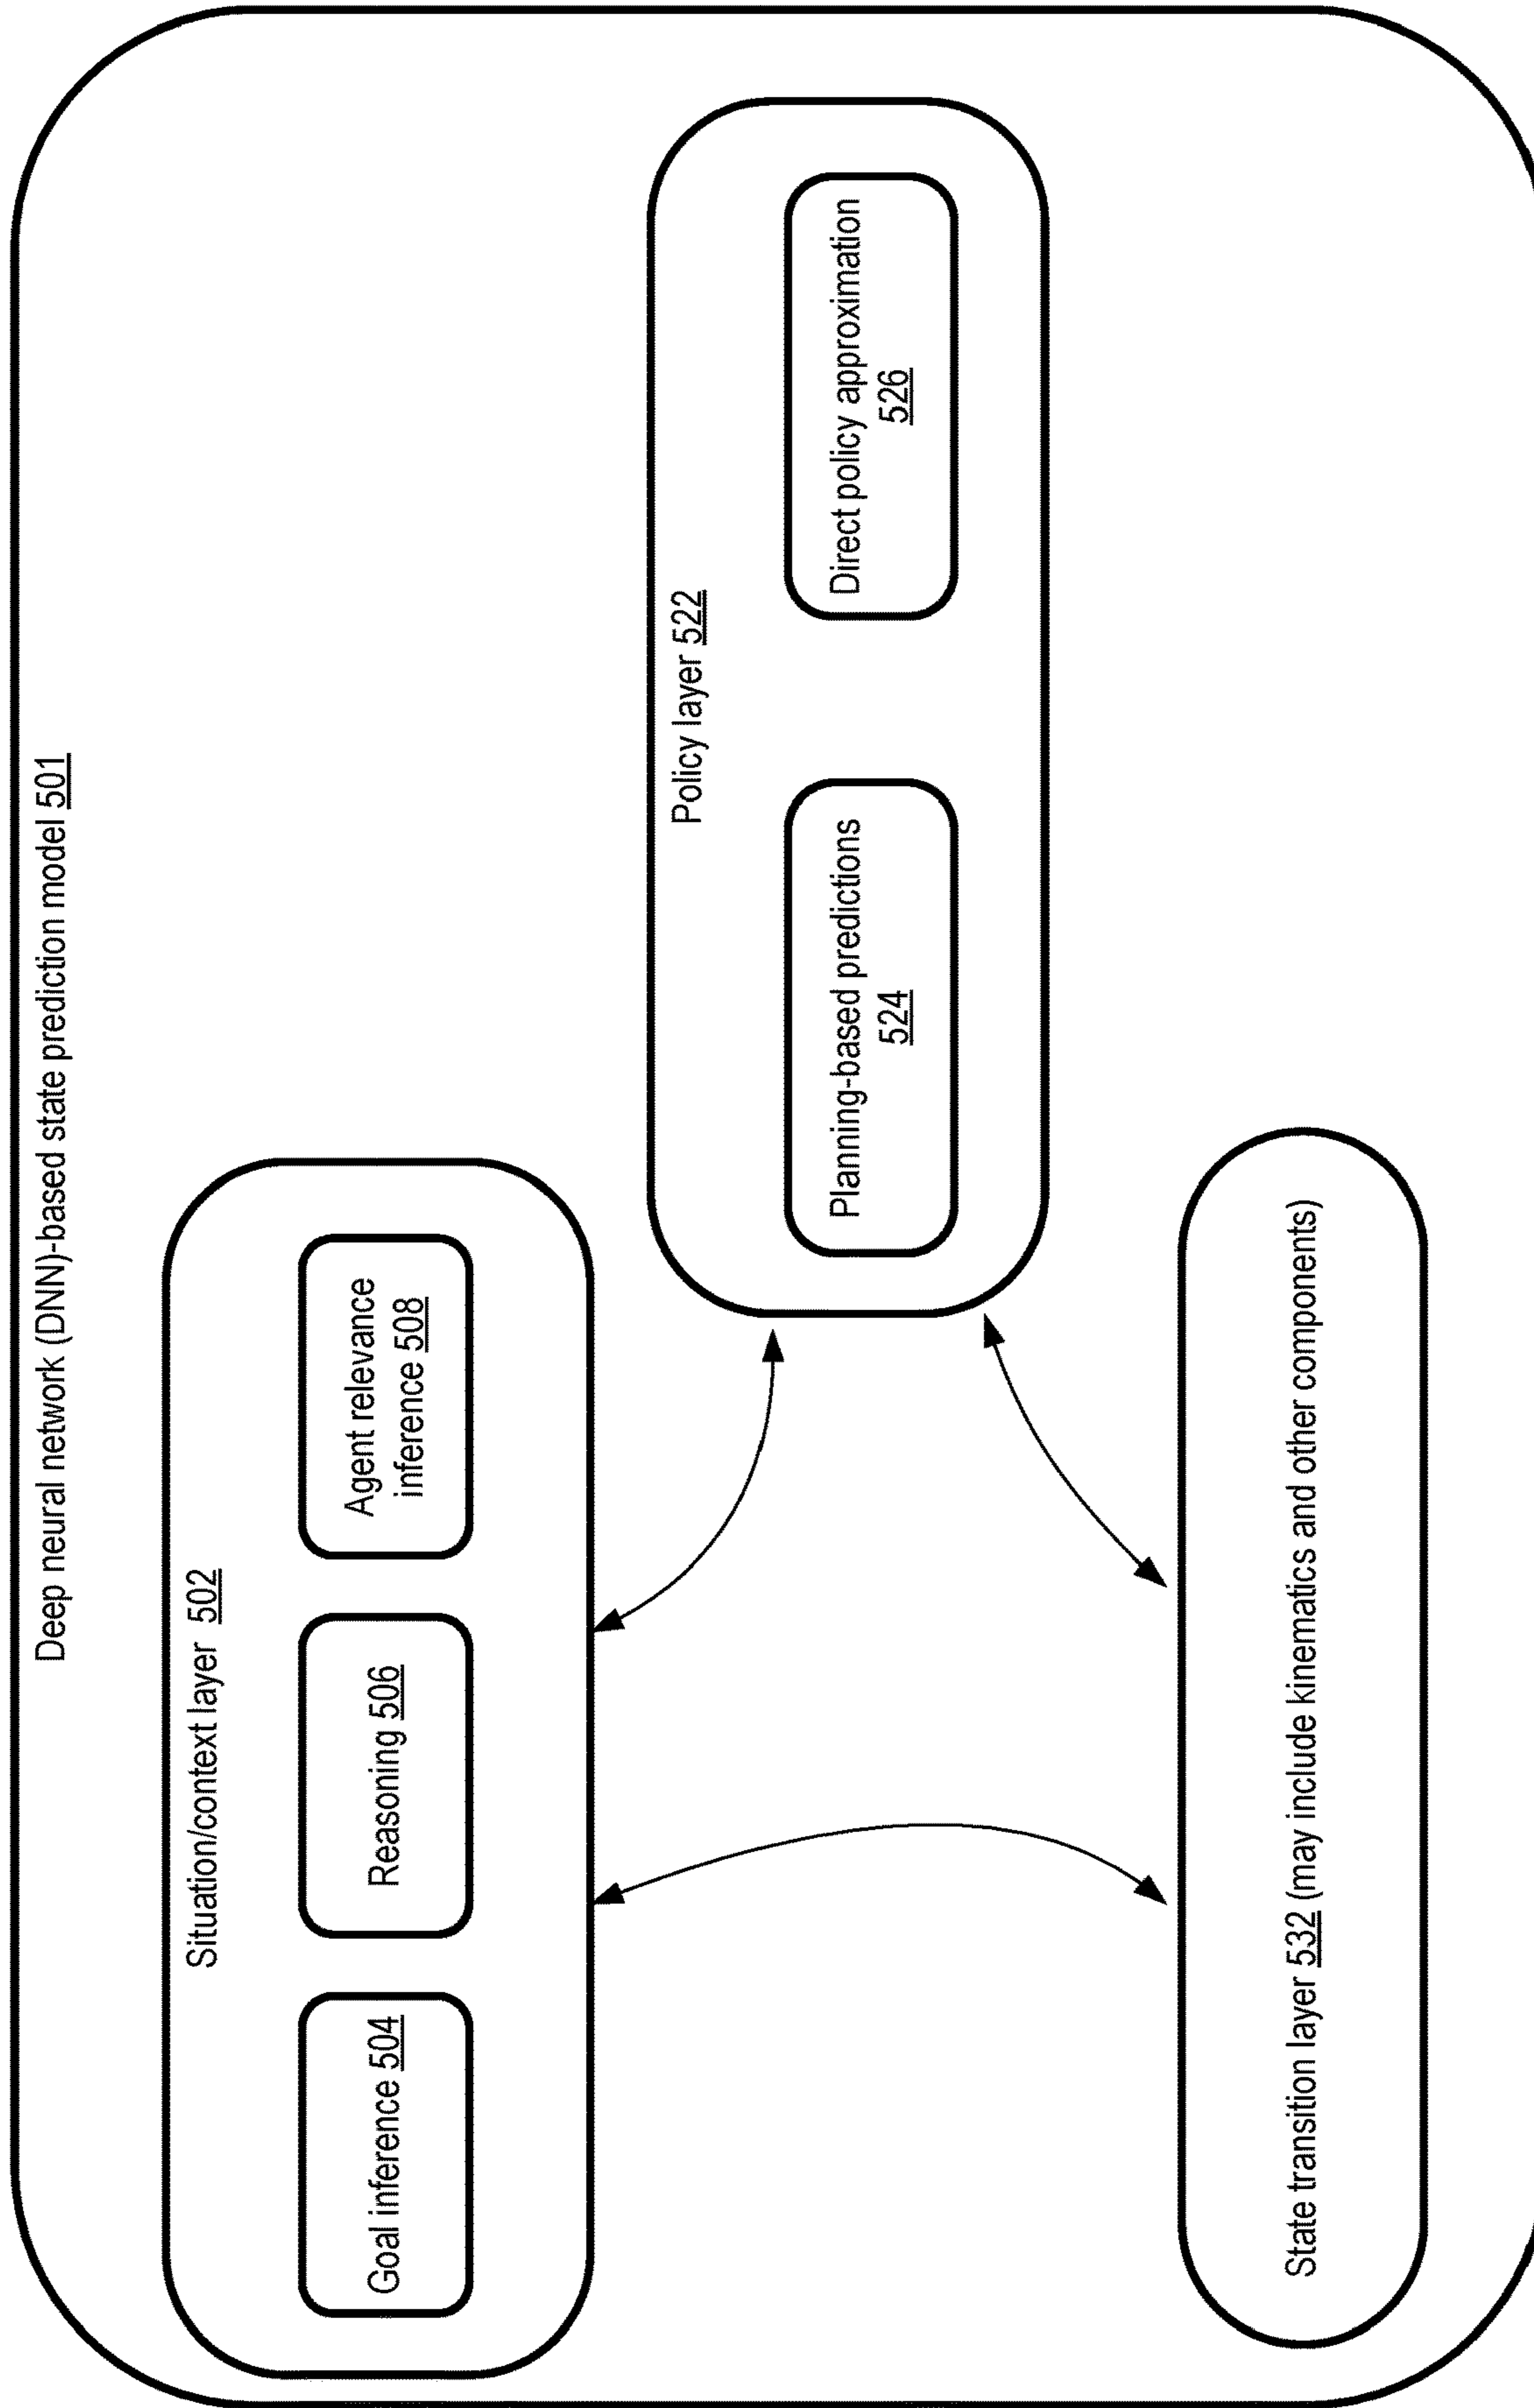 Deep neural network (DNN)-based state prediction model 501
Situation/context layer 502
Goal inference 504
Reasoning 506
Agent relevance
inference 508
Policy layer 522
Planning-based predictions
524
Direct policy approximation
526
State transition layer 532 (may include kinematics and other components)